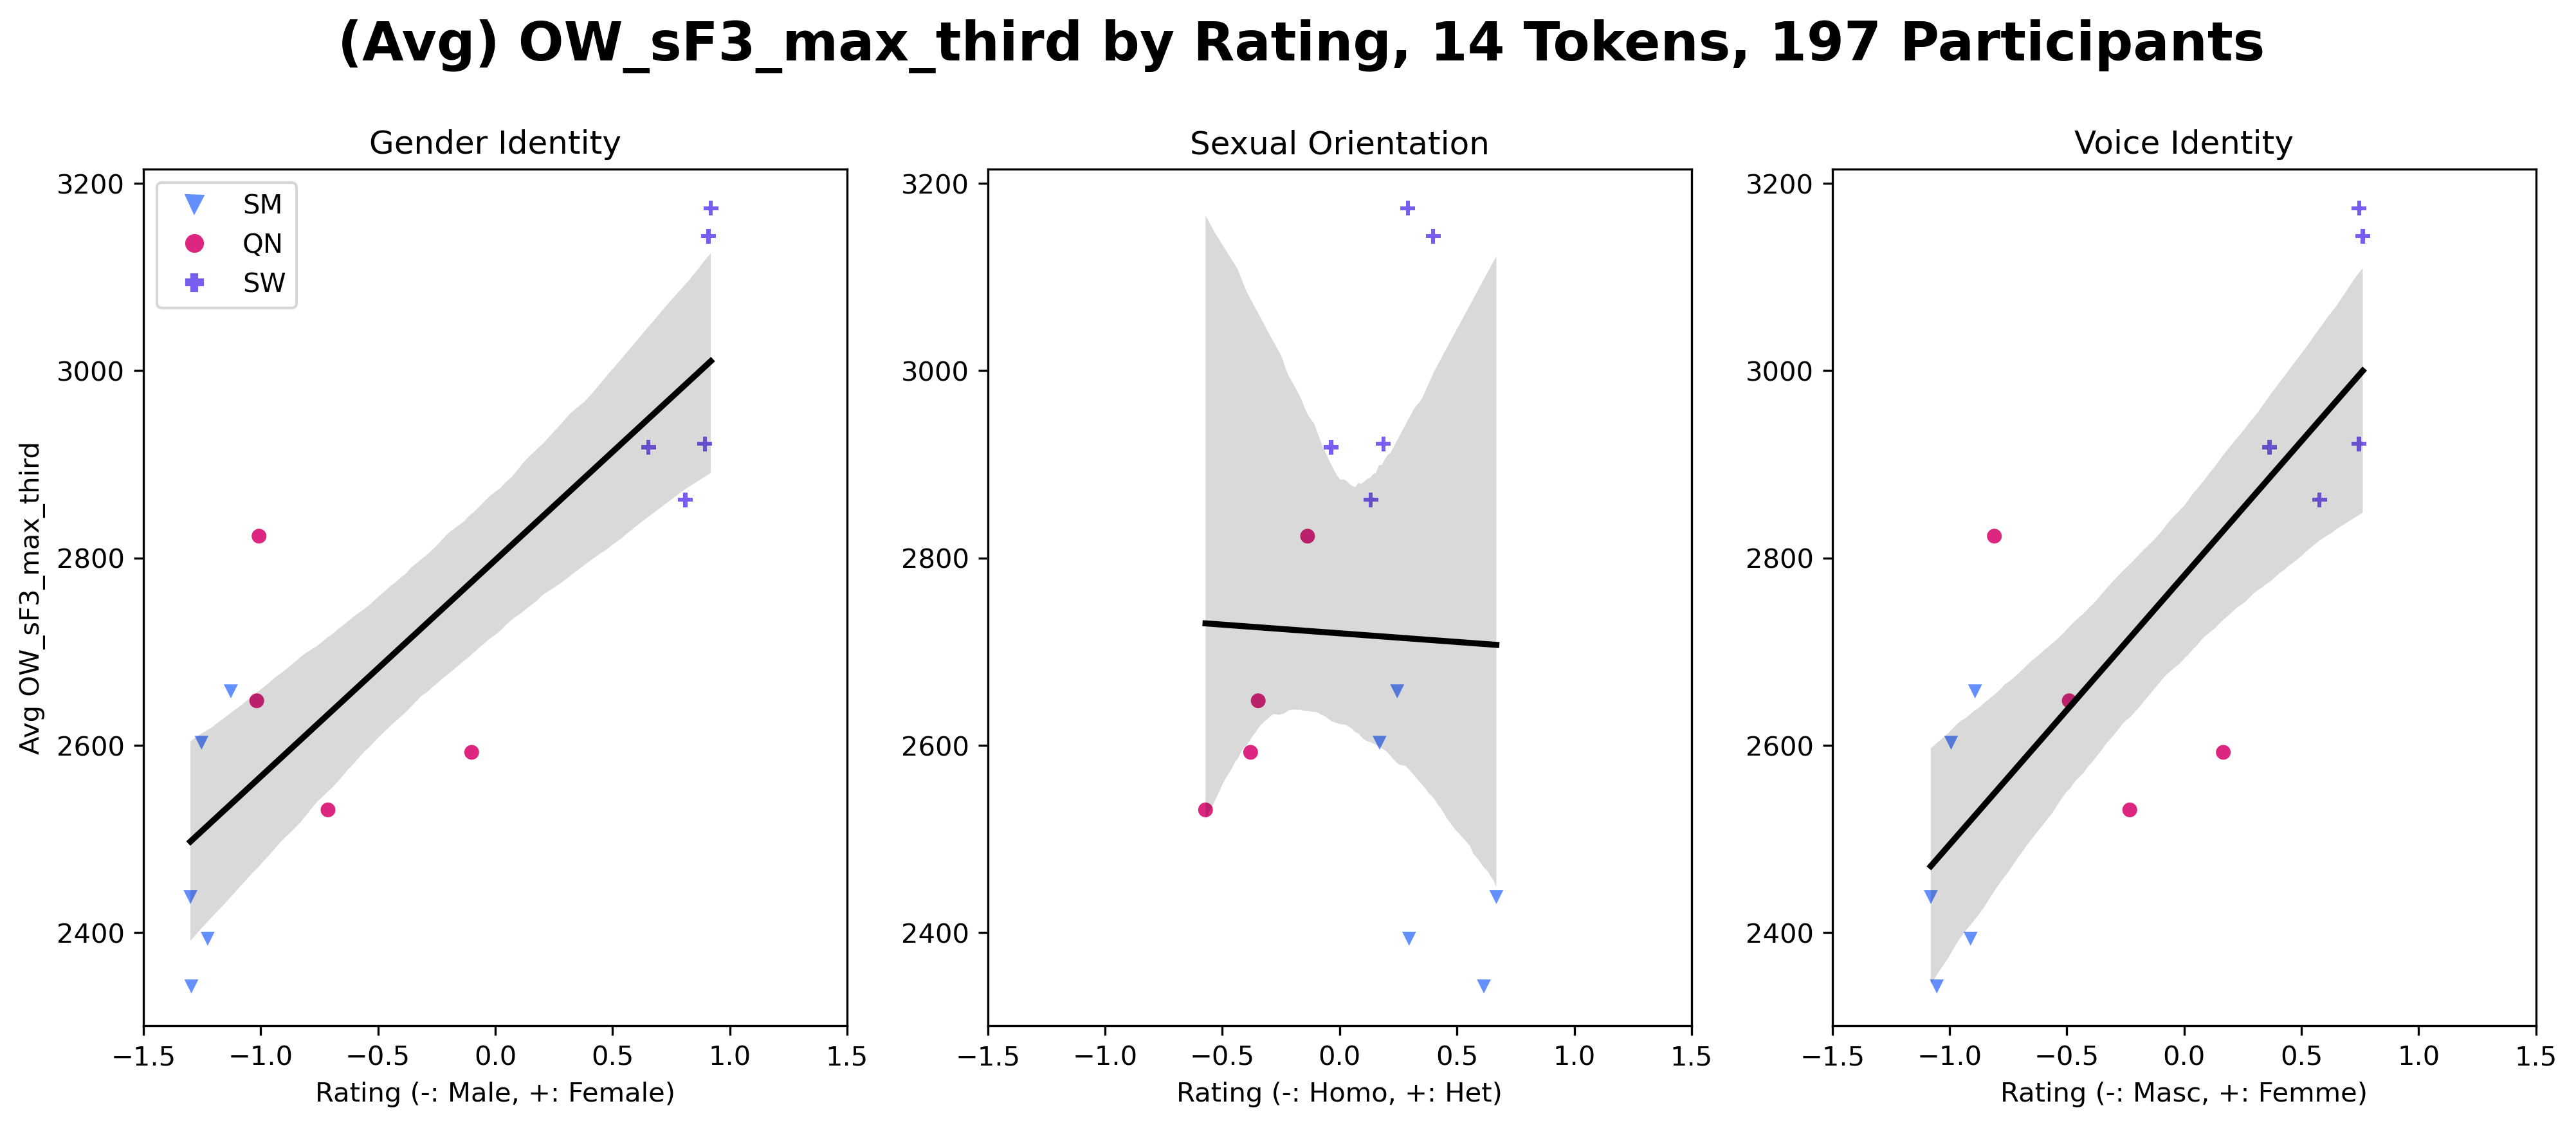 (Avg) OW_sF3_max_third by Rating, 14 Tokens, 197 Participants
Gender Identity
Sexual Orientation
Voice Identity
SM
QN
SW
Avg OW_sF3_max_third
3200
3000
2800
2600
2400
−1.5 −1.0 −0.5 0.0 0.5 1.0 1.5
Rating (-: Male, +: Female)
3200
3000
2800
2600
2400
−1.5 −1.0 −0.5 0.0 0.5 1.0 1.5
Rating (-: Homo, +: Het)
3200
3000
2800
2600
2400
−1.5 −1.0 −0.5 0.0 0.5 1.0 1.5
Rating (-: Masc, +: Femme)